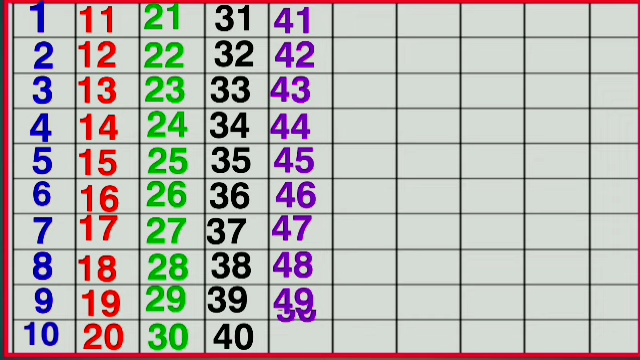 1 11 21 31 41
2 12 22 32 42
3 13 23 33 43
4 14 24 34 44
5 15 25 35 45
6 16 26 36 46
7 17 27 37 47
8 18 28 38 48
9 19 29 39 49
10 20 30 40